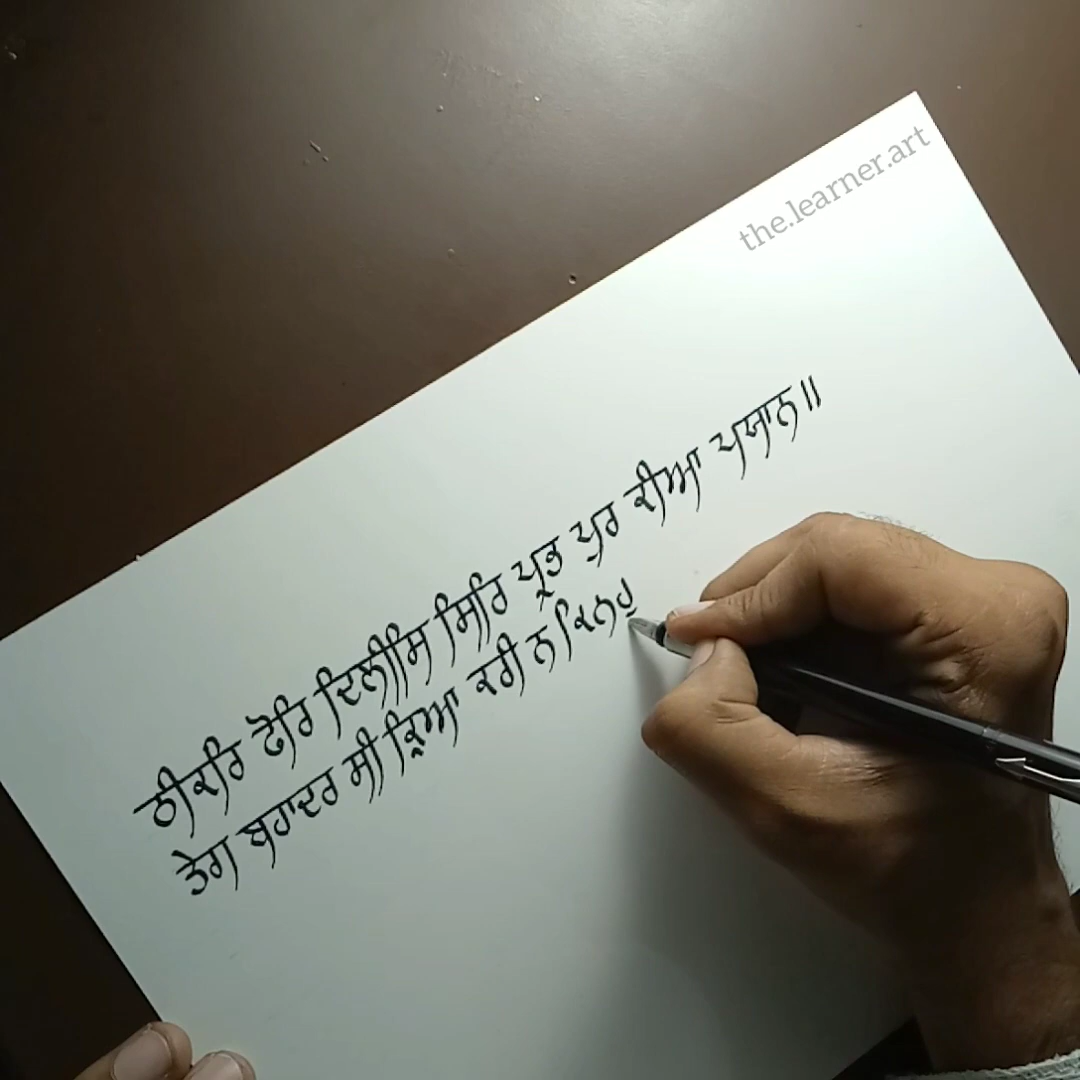 the.learner.art
ਠੀਕਰਿ ਫੋਰਿ ਦਿਲੀਸਿ ਸਿਰਿ ਪ੍ਰਭ ਪੁਰ ਕੀਆ ਪਯਾਨ॥
ਤੇਗ ਬਹਾਦਰ ਸੀ ਕ੍ਰਿਆ ਕਰੀ ਨ ਕਿਨਹੂ